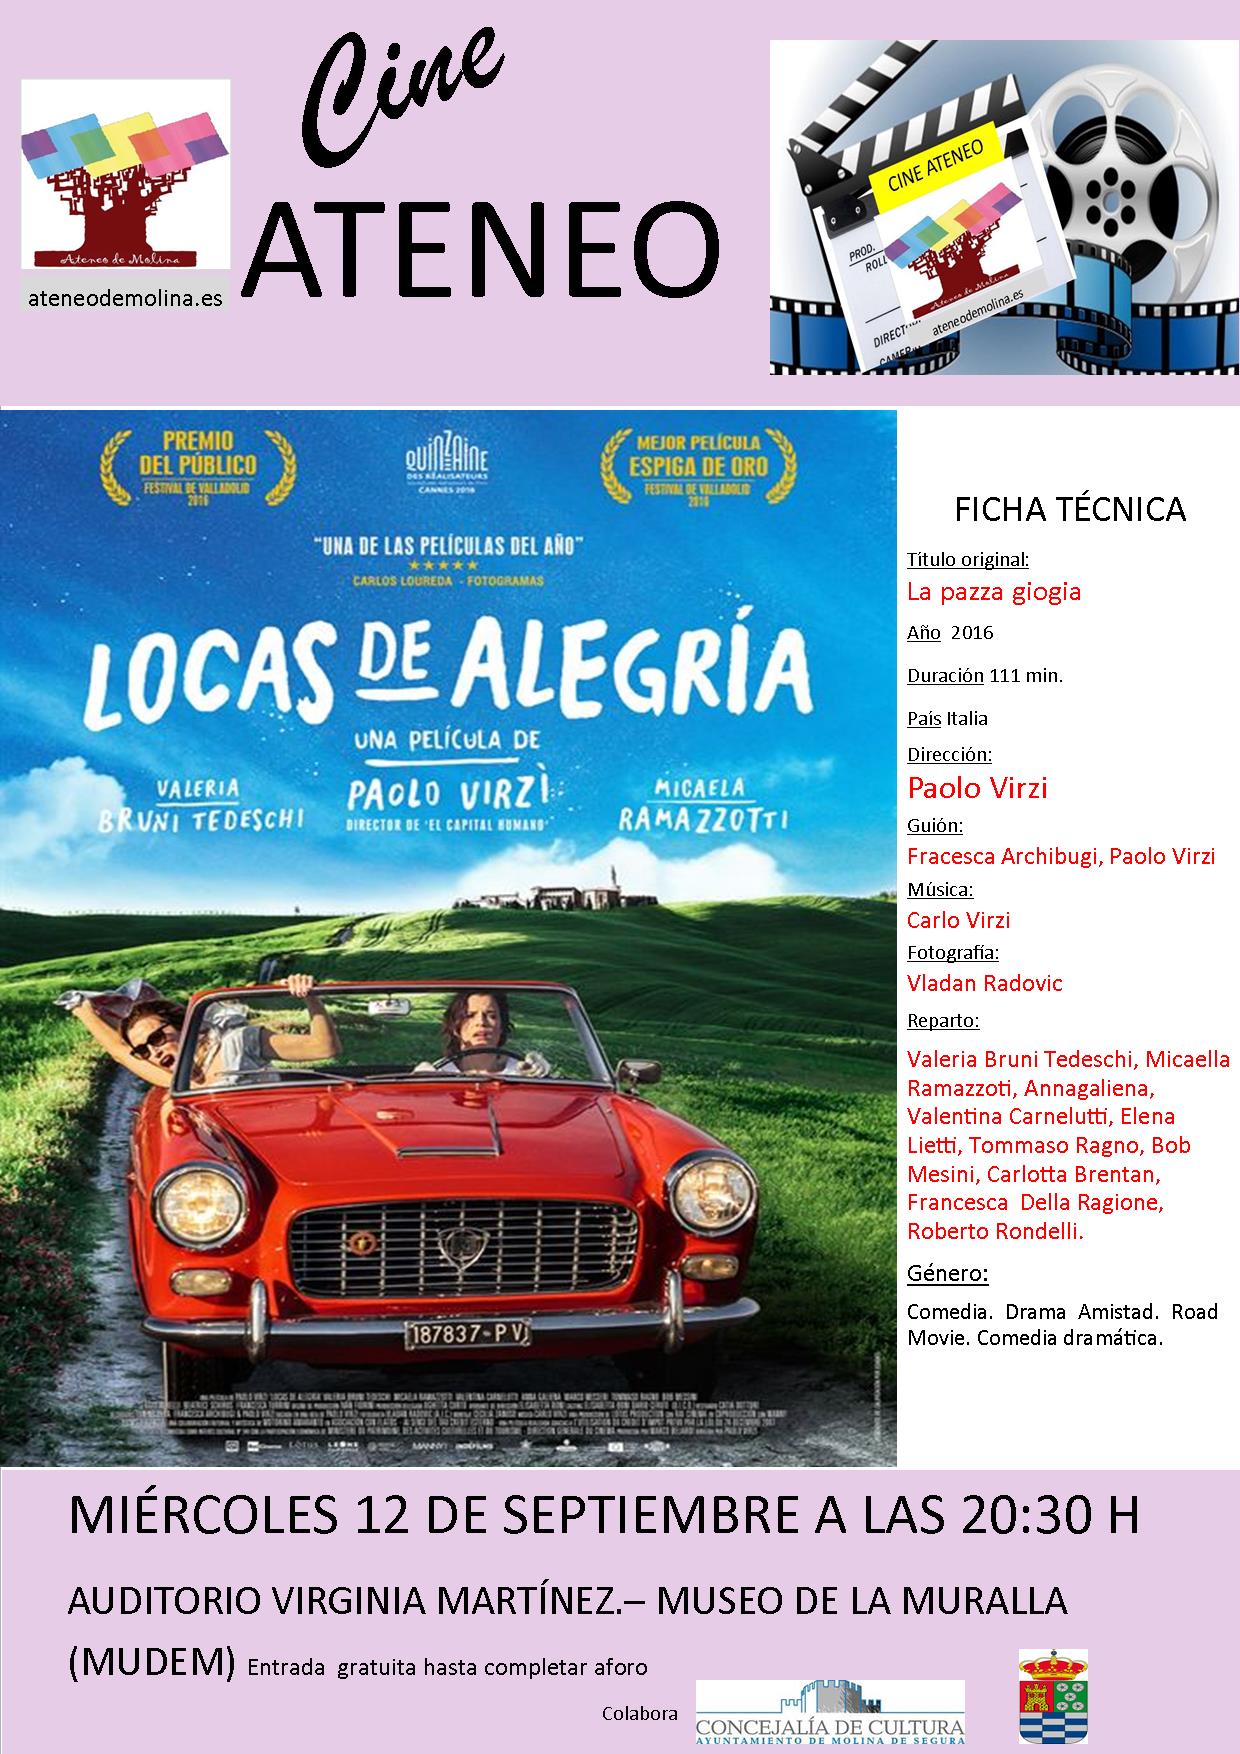 Cine
ATENEO
Ateneo de Molina
ateneodemolina.es
CINE ATENEO
PROD.
ROLL
Ateneo de Molina
ateneodemolina.es
PREMIO
DEL PÚBLICO
FESTIVAL DE VALLADOLID
2016
QUINZAINE
DES RÉALISATEURS
CANNES 2016
MEJOR PELÍCULA
ESPIGA DE ORO
FESTIVAL DE VALLADOLID
2016
"UNA DE LAS PELÍCULAS DEL AÑO"
★★★★★
CARLOS LOUREDA - FOTOGRAMAS
LOCAS DE ALEGRÍA
UNA PELÍCULA DE
PAOLO VIRZÌ
DIRECTOR DE 'EL CAPITAL HUMANO'
VALERIA
BRUNI TEDESCHI
MICAELA
RAMAZZOTTI
187837-PV
FICHA TÉCNICA
Título original:
La pazza giogia
Año 2016
Duración 111 min.
País Italia
Dirección:
Paolo Virzi
Guión:
Fracesca Archibugi, Paolo Virzi
Música:
Carlo Virzi
Fotografía:
Vladan Radovic
Reparto:
Valeria Bruni Tedeschi, Micaella
Ramazzoti, Annagaliena,
Valentina Carnelutti, Elena
Lietti, Tommaso Ragno, Bob
Mesini, Carlotta Brentan,
Francesca Della Ragione,
Roberto Rondelli.
Género:
Comedia. Drama Amistad. Road
Movie. Comedia dramática.
MIÉRCOLES 12 DE SEPTIEMBRE A LAS 20:30 H
AUDITORIO VIRGINIA MARTÍNEZ.– MUSEO DE LA MURALLA
(MUDEM) Entrada gratuita hasta completar aforo
Colabora
CONCEJALÍA DE CULTURA
AYUNTAMIENTO DE MOLINA DE SEGURA